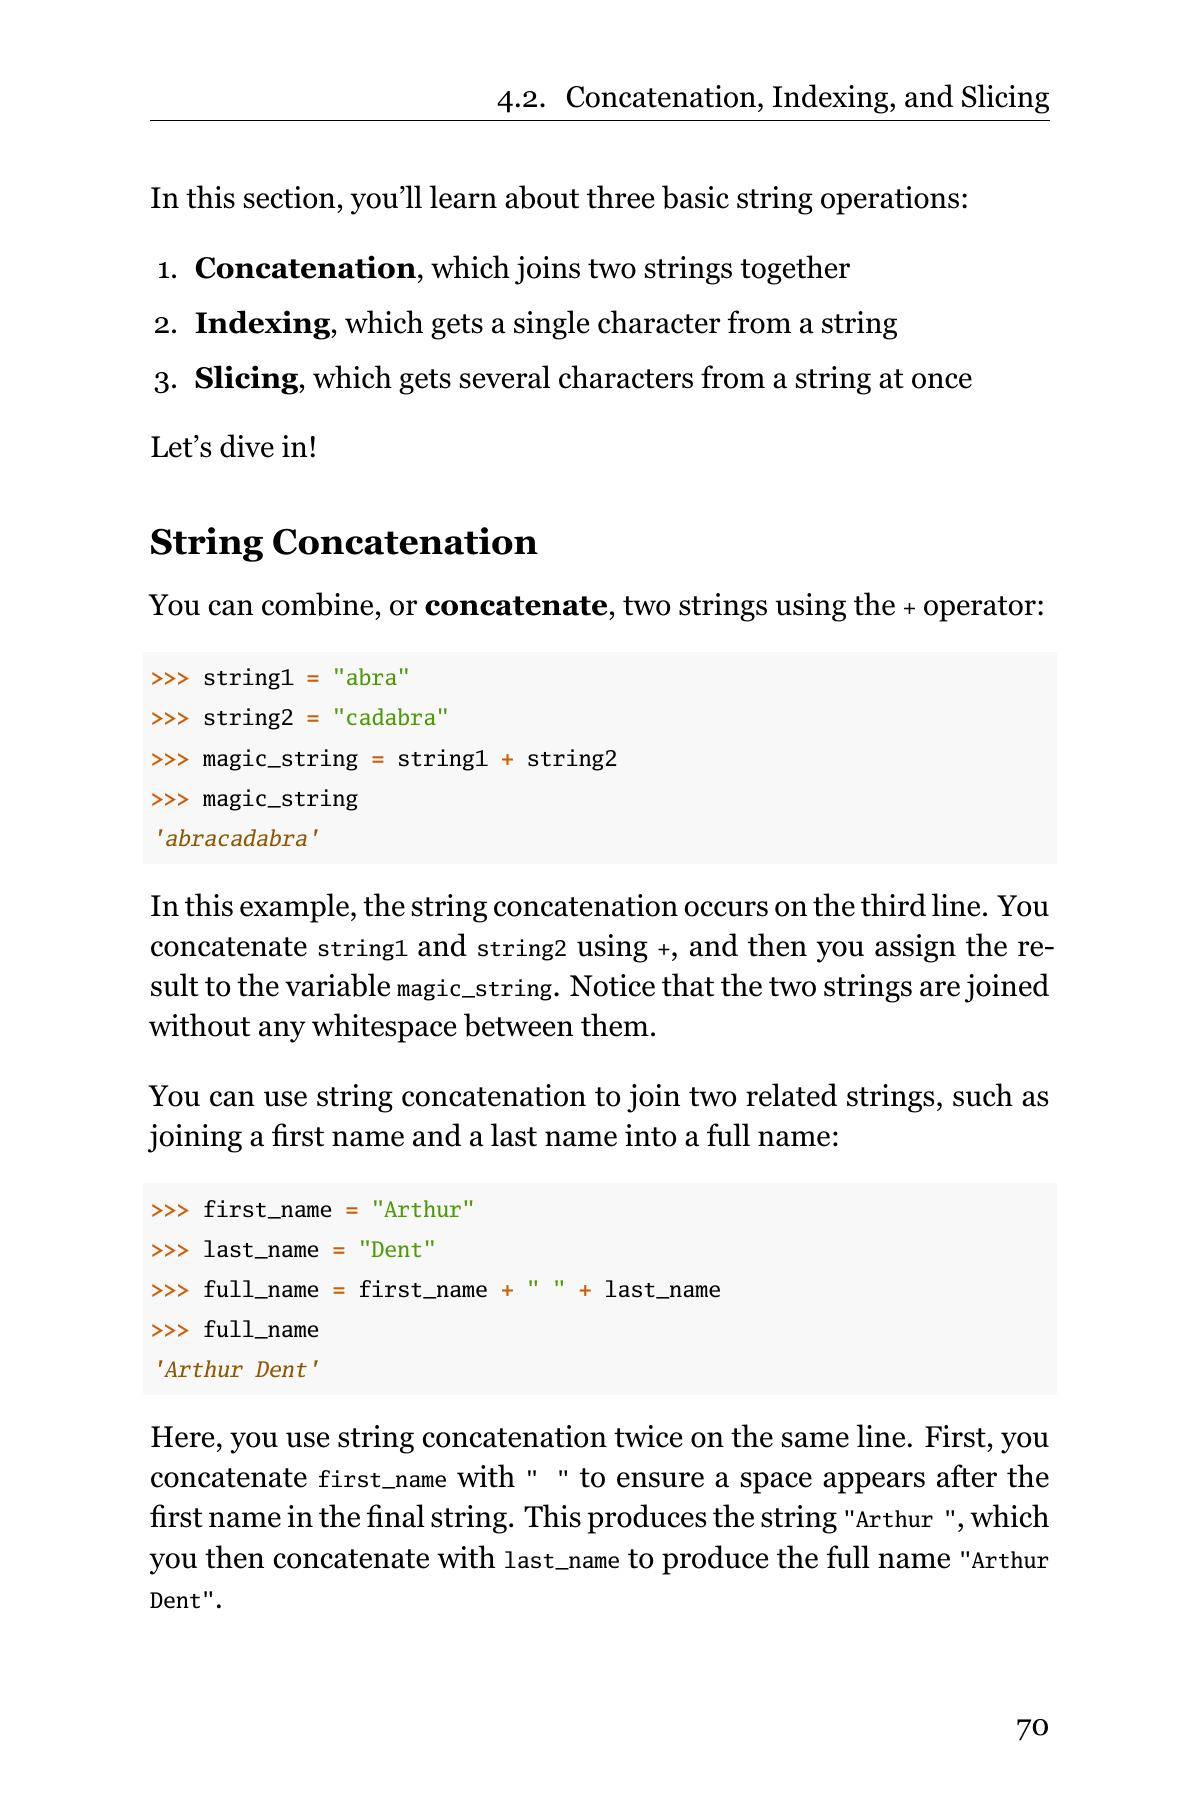 4.2. Concatenation, Indexing, and Slicing
In this section, you’ll learn about three basic string operations:
1. Concatenation, which joins two strings together
2. Indexing, which gets a single character from a string
3. Slicing, which gets several characters from a string at once
Let’s dive in!
String Concatenation
You can combine, or concatenate, two strings using the + operator:
>>> string1 = "abra"
>>> string2 = "cadabra"
>>> magic_string = string1 + string2
>>> magic_string
'abracadabra'
In this example, the string concatenation occurs on the third line. You
concatenate string1 and string2 using +, and then you assign the re-
sult to the variable magic_string. Notice that the two strings are joined
without any whitespace between them.
You can use string concatenation to join two related strings, such as
joining a first name and a last name into a full name:
>>> first_name = "Arthur"
>>> last_name = "Dent"
>>> full_name = first_name + " " + last_name
>>> full_name
'Arthur Dent'
Here, you use string concatenation twice on the same line. First, you
concatenate first_name with " " to ensure a space appears after the
first name in the final string. This produces the string "Arthur ", which
you then concatenate with last_name to produce the full name "Arthur
Dent".
70